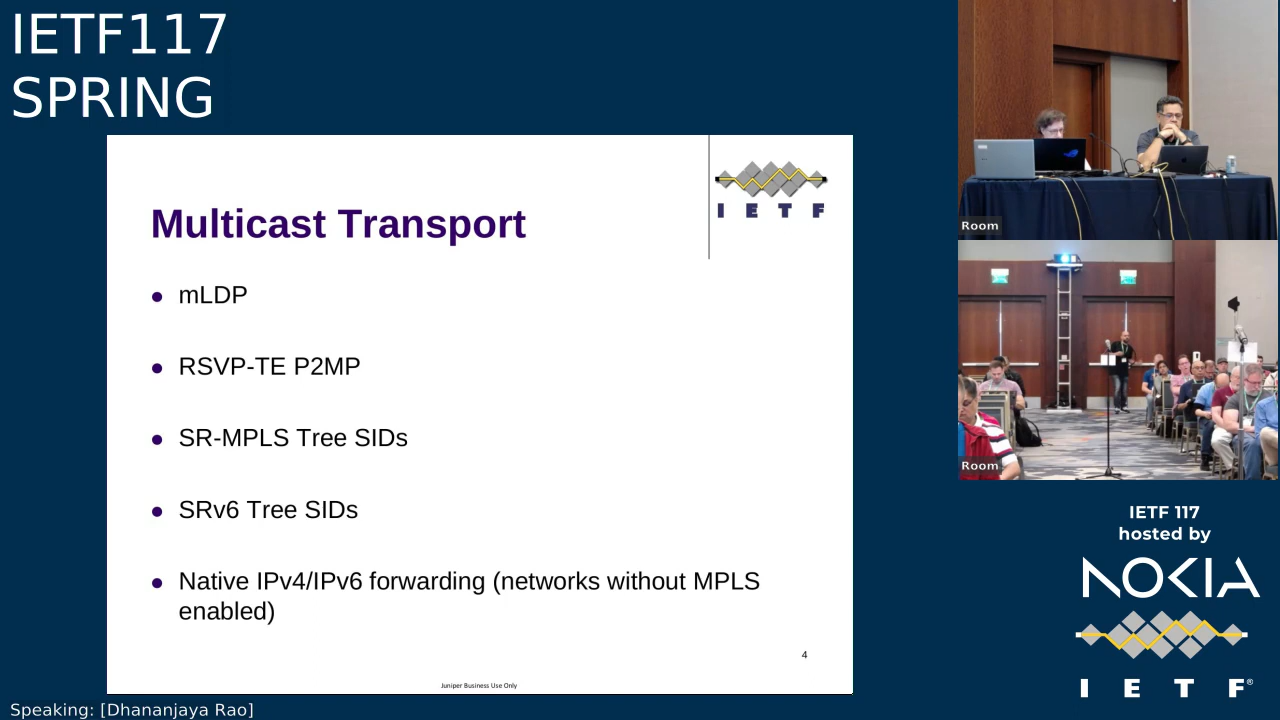 IETF117
SPRING
I E T F
Multicast Transport
mLDP
RSVP-TE P2MP
SR-MPLS Tree SIDs
SRv6 Tree SIDs
Native IPv4/IPv6 forwarding (networks without MPLS
enabled)
4
Juniper Business Use Only
Speaking: [Dhananjaya Rao]
Room
Room
IETF 117
hosted by
NOKIA
I E T F®